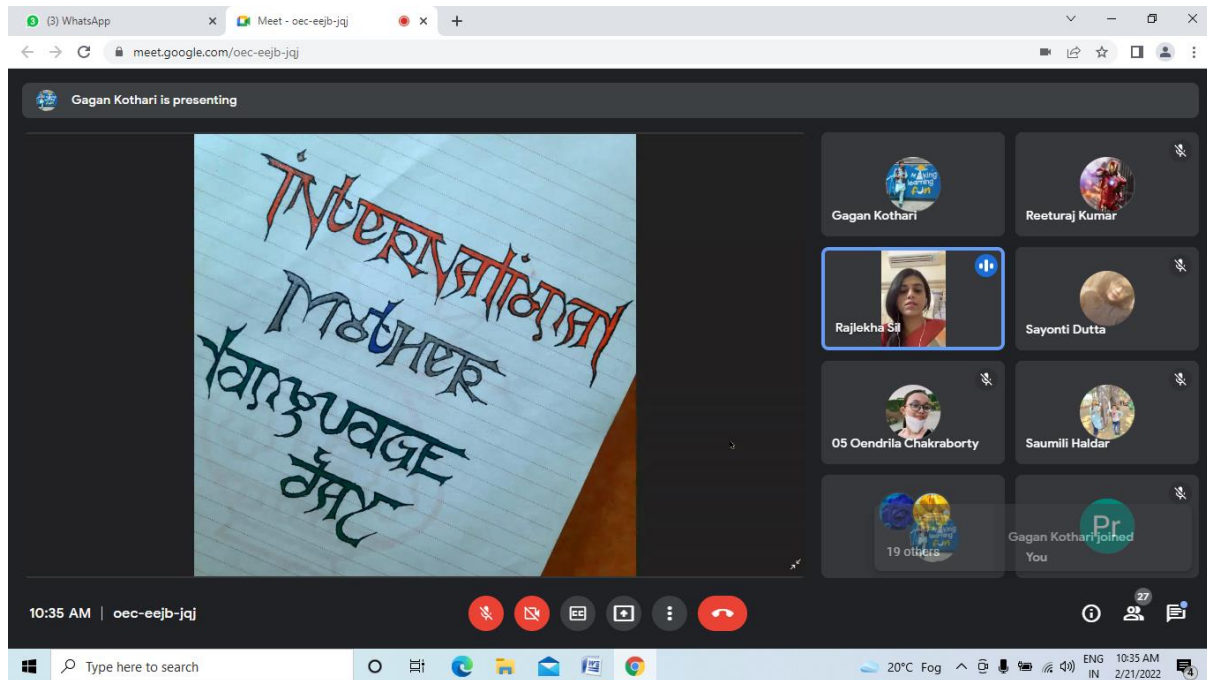 (3) WhatsApp
Meet - oec-eejb-jqj
meet.google.com/oec-eejb-jqj
Gagan Kothari is presenting
INterNatioNal
MotHer
laNguaGE
Day
Gagan Kothari
Reeturaj Kumar
Rajlekha Sil
Sayonti Dutta
05 Oendrila Chakraborty
Saumili Haldar
19 others
Pr
Gagan Kothari joined
You
10:35 AM | oec-eejb-jqj
27
Type here to search
20°C Fog
ENG
IN
10:35 AM
2/21/2022
4